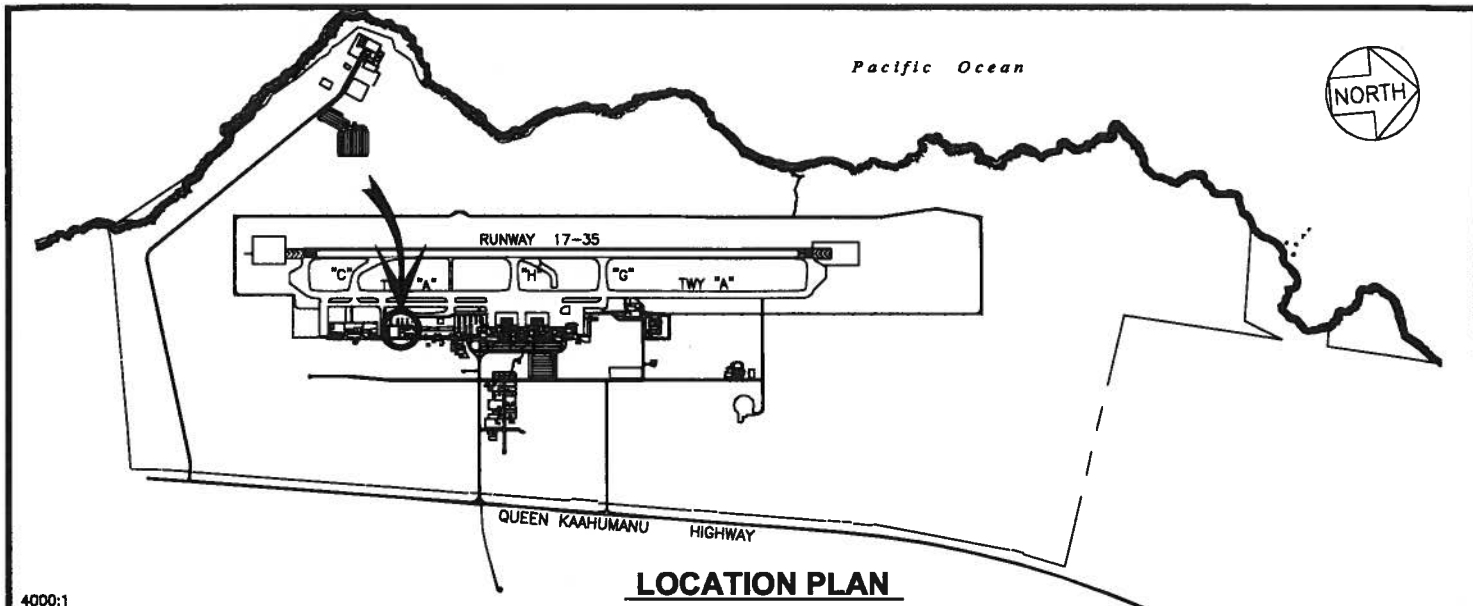 Pacific Ocean
NORTH
RUNWAY 17-35
"C"
"A"
"H"
"G"
TWY "A"
QUEEN KAAHUMANU HIGHWAY
LOCATION PLAN
4000:1